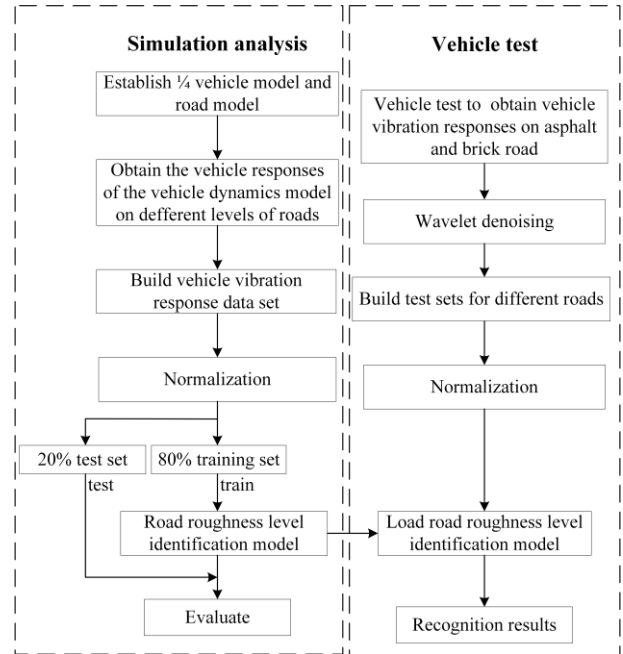 Simulation analysis
Establish ¼ vehicle model and
road model
Obtain the vehicle responses
of the vehicle dynamics model
on defferent levels of roads
Build vehicle vibration
response data set
Normalization
20% test set
80% training set
test
train
Road roughness level
identification model
Evaluate
Vehicle test
Vehicle test to obtain vehicle
vibration responses on asphalt
and brick road
Wavelet denoising
Build test sets for different roads
Normalization
Load road roughness level
identification model
Recognition results